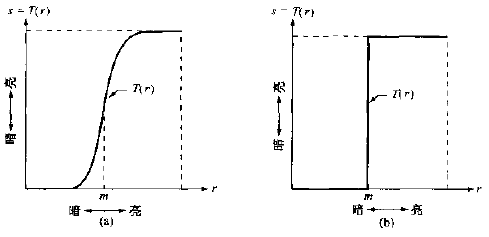 s = T(r)
亮
暗
T(r)
m
r
暗 亮
(a)
s = T(r)
亮
暗
T(r)
m
r
暗 亮
(b)